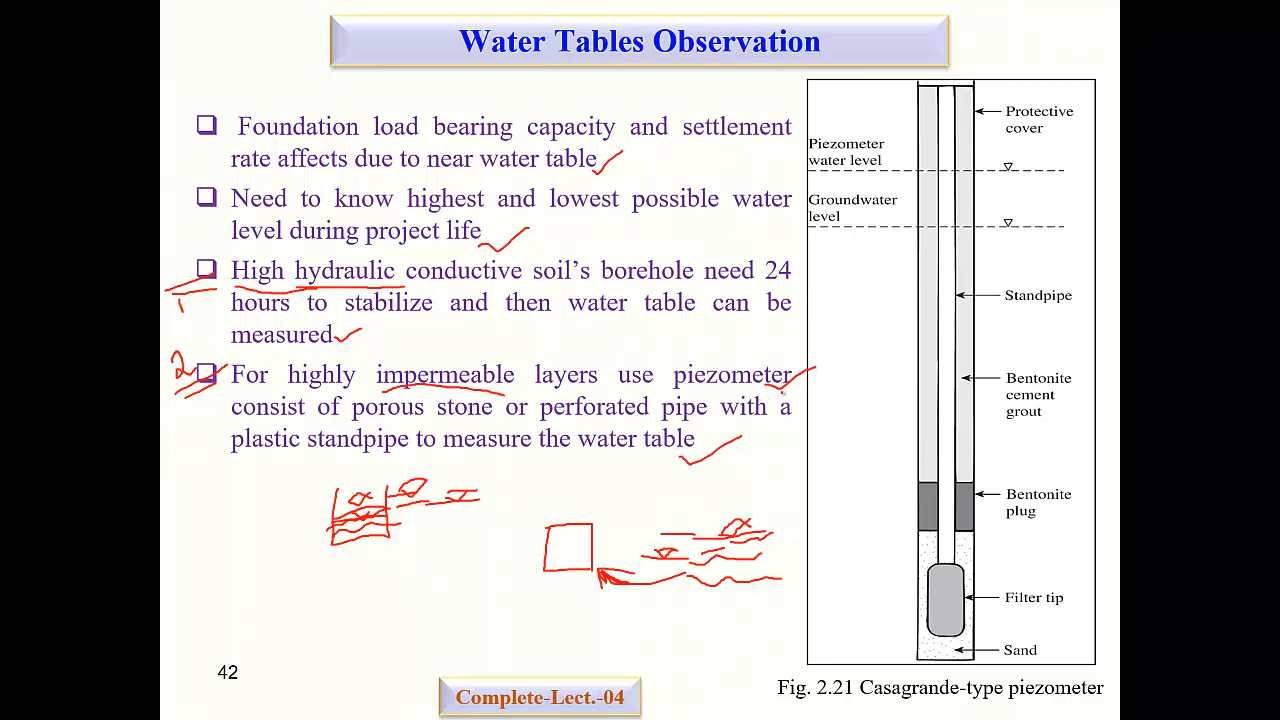 Water Tables Observation
Foundation load bearing capacity and settlement
rate affects due to near water table
Need to know highest and lowest possible water
level during project life
High hydraulic conductive soil's borehole need 24
hours to stabilize and then water table can be
measured
1
2
For highly impermeable layers use piezometer
consist of porous stone or perforated pipe with a
plastic standpipe to measure the water table
Protective
cover
Piezometer
water level
Groundwater
level
Standpipe
Bentonite
cement
grout
Bentonite
plug
Filter tip
Sand
Fig. 2.21 Casagrande-type piezometer
42
Complete-Lect.-04